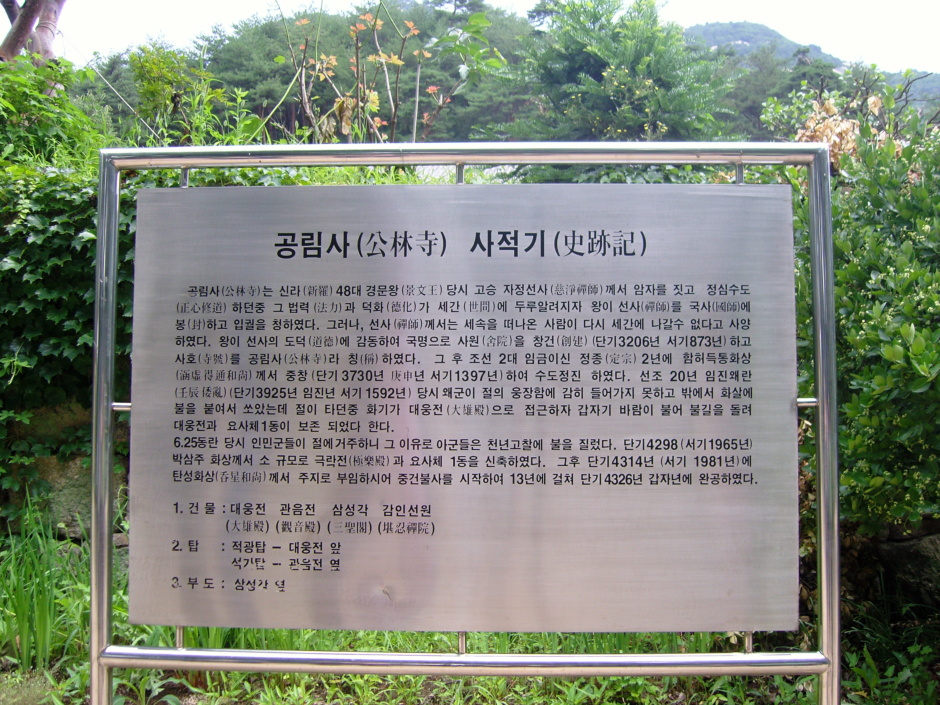 공림사(公林寺) 사적기(史跡記)
공림사(公林寺)는 신라(新羅) 48대 경문왕(景文王) 당시 고승 자정선사(慈淨禪師)께서 암자를 짓고 정심수도
(正心修道) 하던중 그 법력(法力)과 덕화(德化)가 세간(世間)에 두루알려지자 왕이 선사(禪師)를 국사(國師)에
봉(封)하고 입궐을 칭하였다. 그러나, 선사(禪師)께서는 세속을 떠나온 사람이 다시 세간에 나갈수 없다고 사양
하였다. 왕이 선사의 도덕(道德)에 감동하여 국명으로 사원(舍院)을 창건(創建)(단기3206년 서기873년)하고
사호(寺號)를 공림사(公林寺)라 칭(稱)하였다. 그 후 조선 2대 임금이신 정종(定宗) 2년에 함허득통화상
(涵虛得通和尙)께서 중창(단기3730년 庚申년 서기1397년)하여 수도정진 하였다. 선조 20년 임진왜란
(壬辰倭亂)(단기3925년 임진년 서기1592년) 당시 왜군이 절의 웅장함에 감히 들어가지 못하고 밖에서 화살에
불을 붙여서 쏘았는데 절이 타던중 화기가 대웅전(大雄殿)으로 접근하자 갑자기 바람이 불어 불길을 돌려
대웅전과 요사체1동이 보존 되었다 한다.
6.25동란 당시 인민군들이 절에거주하니 그 이유로 아군들은 천년고찰에 불을 질렀다. 단기4298(서기1965년)
박삼주 화상께서 소 규모로 극락전(極樂殿)과 요사체 1동을 신축하였다. 그후 단기4314년(서기 1981년)에
탄성화상(呑星和尙)께서 주지로 부임하시어 중건불사를 시작하여 13년에 걸쳐 단기4326년 갑자년에 완공하였다.
1. 건물 : 대웅전 관음전 삼성각 감인선원
(大雄殿)(觀音殿)(三聖閣)(堪忍禪院)
2. 탑 : 적광탑 – 대웅전 앞
석가탑 – 관음전 옆
3. 부도 : 삼성각 옆